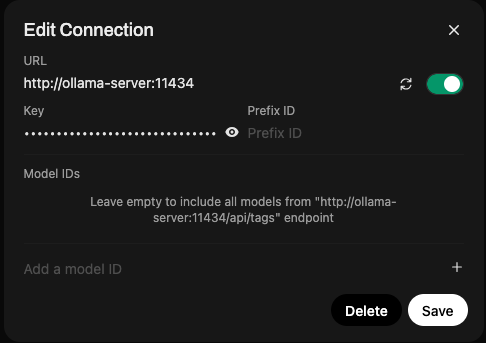 Edit Connection
URL
http://ollama-server:11434
Key
Prefix ID
••••••••••••••••••••••••••••••
Prefix ID
Model IDs
Leave empty to include all models from "http://ollama-
server:11434/api/tags" endpoint
Add a model ID
Delete
Save